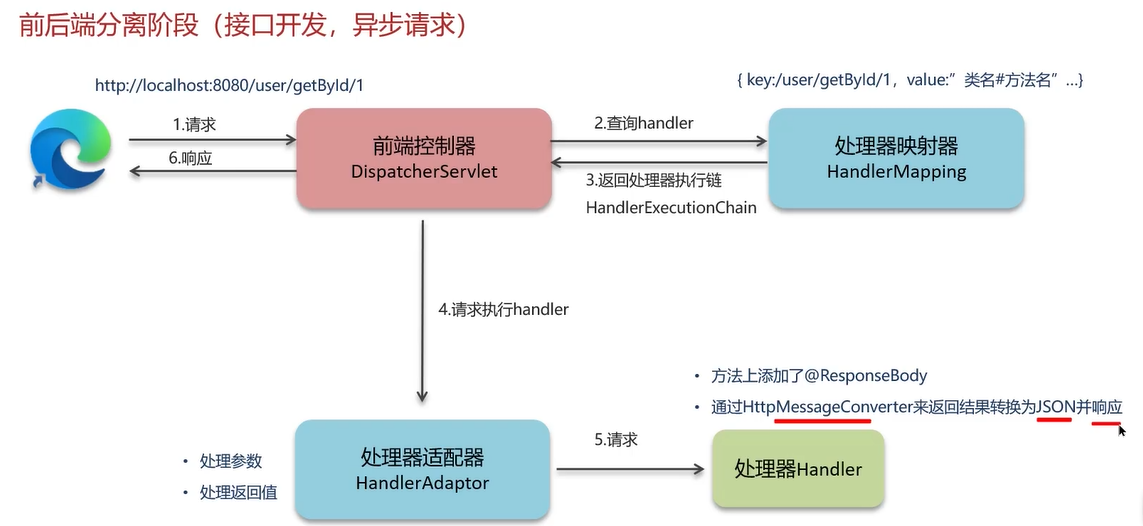 前后端分离阶段（接口开发，异步请求）
http://localhost:8080/user/getById/1
{ key:/user/getById/1，value:”类名#方法名”…}
1.请求
6.响应
前端控制器
DispatcherServlet
2.查询handler
3.返回处理器执行链
HandlerExecutionChain
处理器映射器
HandlerMapping
4.请求执行handler
• 方法上添加了@ResponseBody
• 通过HttpMessageConverter来返回结果转换为JSON并响应
• 处理参数
• 处理返回值
处理器适配器
HandlerAdaptor
5.请求
处理器Handler